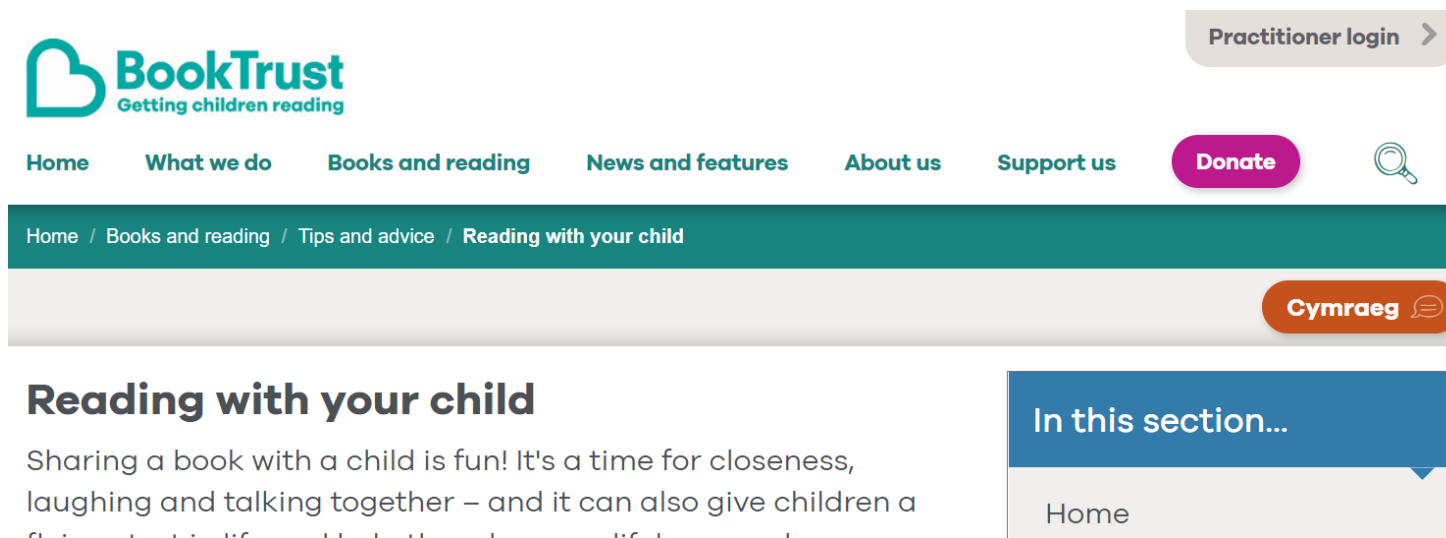 Practitioner login
BookTrust
Getting children reading
Home What we do Books and reading News and features About us Support us Donate
Home / Books and reading / Tips and advice / Reading with your child
Cymraeg
Reading with your child
Sharing a book with a child is fun! It's a time for closeness,
laughing and talking together – and it can also give children a
In this section...
Home